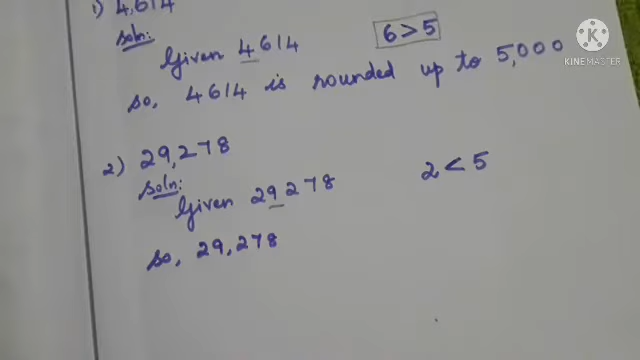 1) 4,614
Soln:
Given 4614
6 > 5
So, 4614 is rounded up to 5,000
2) 29,278
Soln:
Given 29278
2 < 5
So, 29,278
KINEMASTER